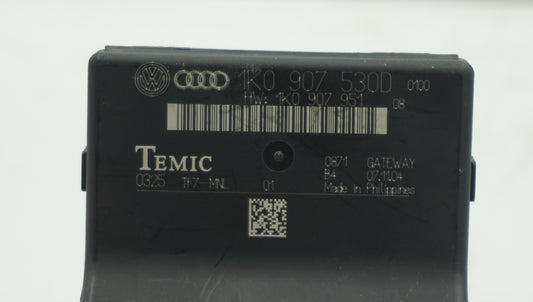 1K0 907 530D 0100
HW: 1K0 907 951 08
TEMIC 0871 GATEWAY
B4 07.11.04
0325 Tf7-MNL 01 Made In Philippines